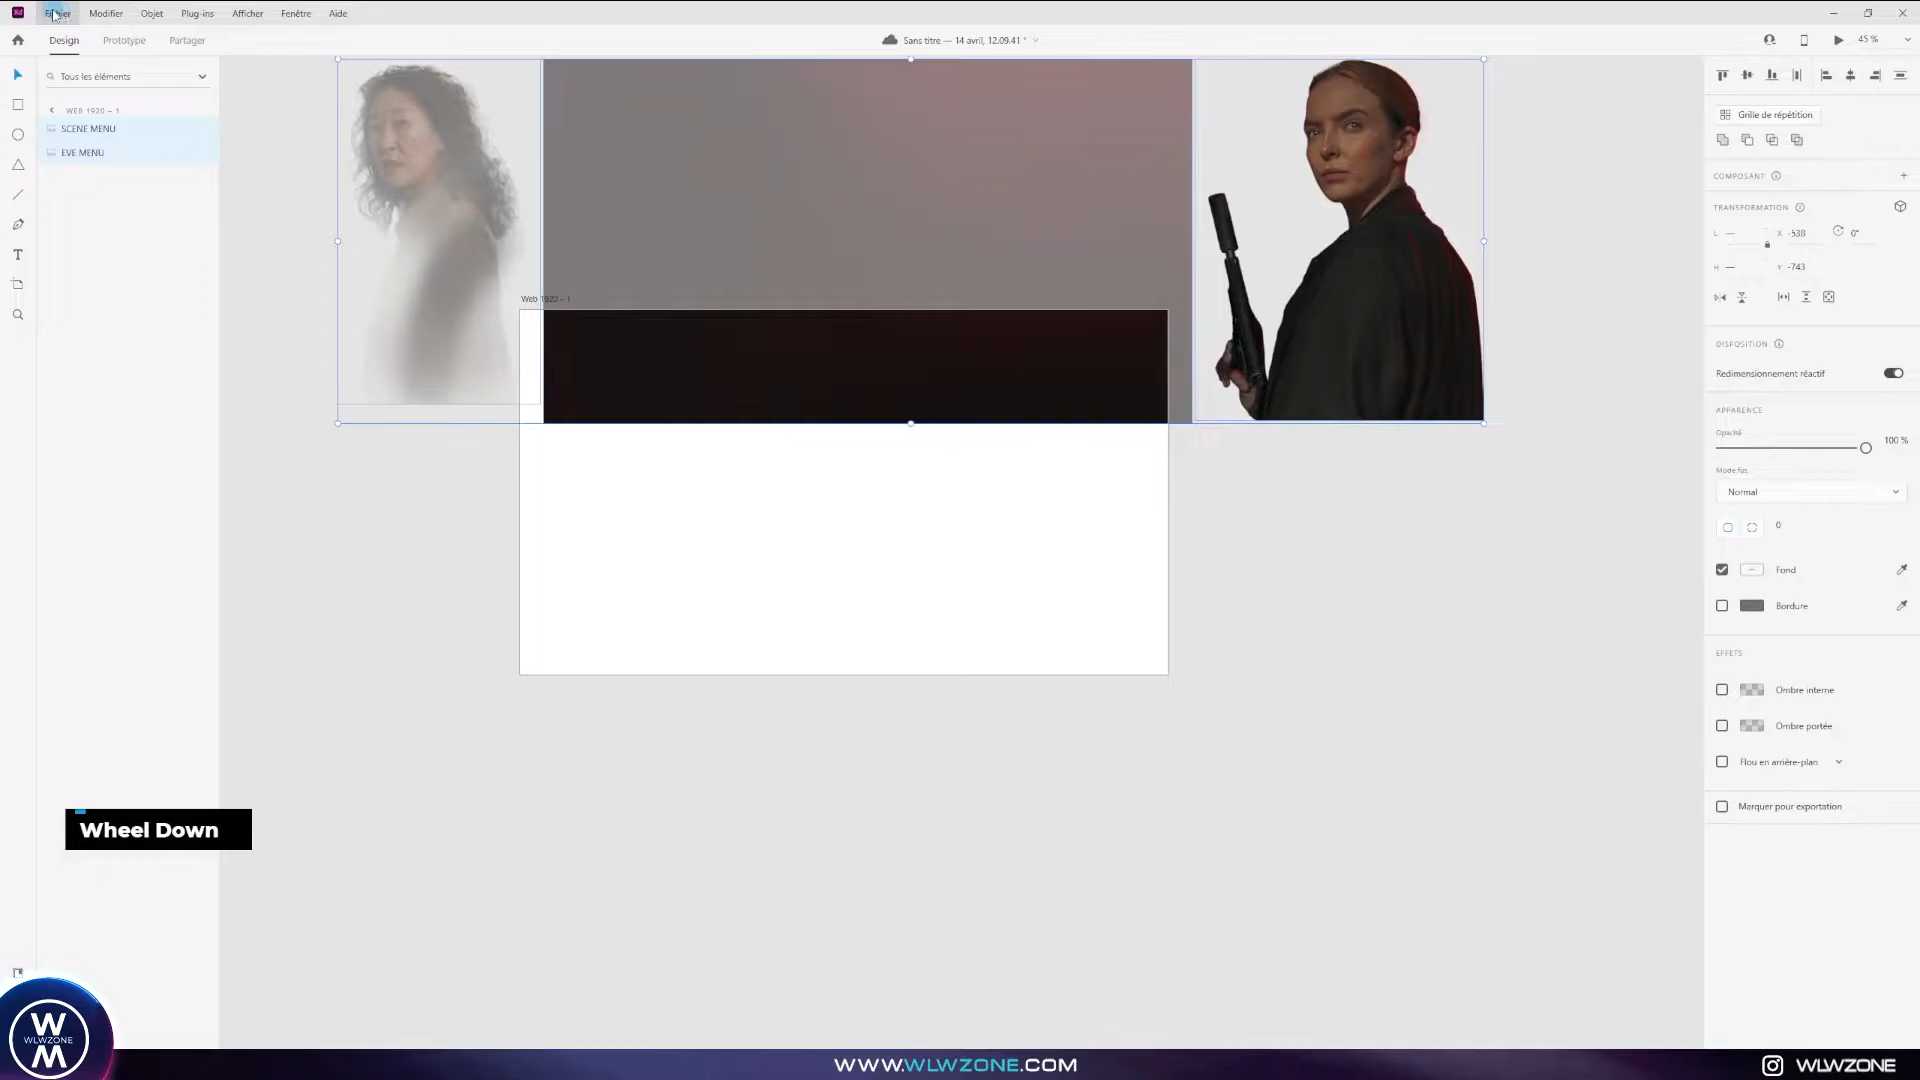 Xd Fichier Modifier Objet Plug-ins Afficher Fenêtre Aide
Design Prototype Partager
Sans titre — 14 avril, 12.09.41 *
45 %
Tous les éléments
WEB 1920 – 1
SCENE MENU
EVE MENU
Web 1920 – 1
Grille de répétition
COMPOSANT
TRANSFORMATION
L — X -538 0°
H — Y -743
DISPOSITION
Redimensionnement réactif
APPARENCE
Opacité
100 %
Mode fus.
Normal
0
Fond
Bordure
EFFETS
Ombre interne
Ombre portée
Flou en arrière-plan
Marquer pour exportation
Wheel Down
W
WLWZONE
M
WWW.WLWZONE.COM
WLWZONE